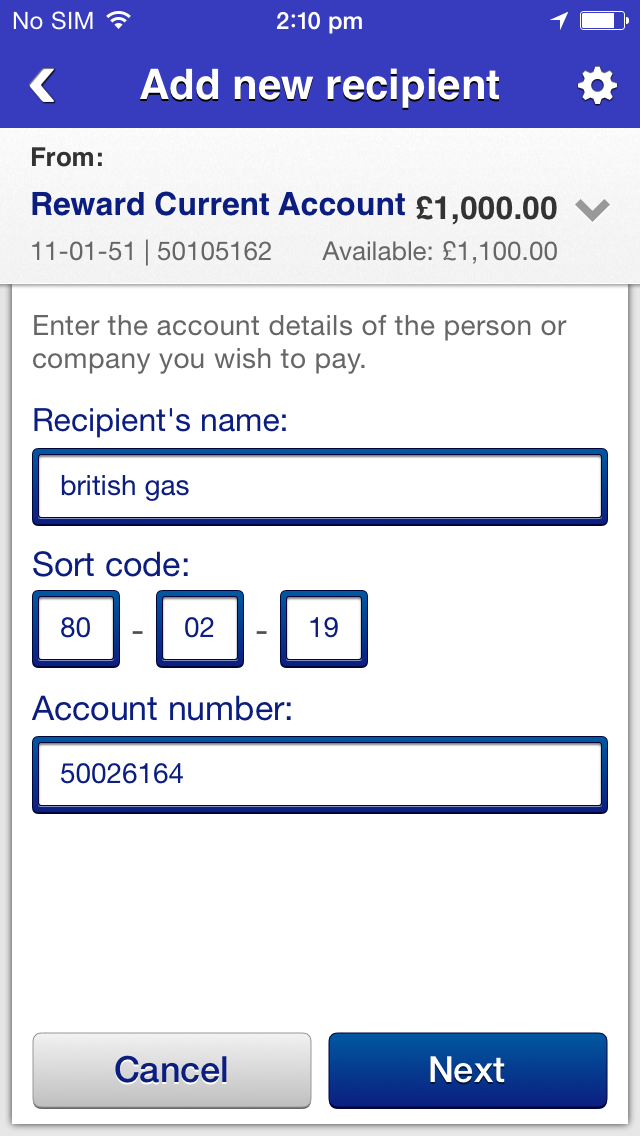 No SIM 2:10 pm
Add new recipient
From:
Reward Current Account £1,000.00
11-01-51 | 50105162 Available: £1,100.00
Enter the account details of the person or
company you wish to pay.
Recipient's name:
british gas
Sort code:
80 - 02 - 19
Account number:
50026164
Cancel Next